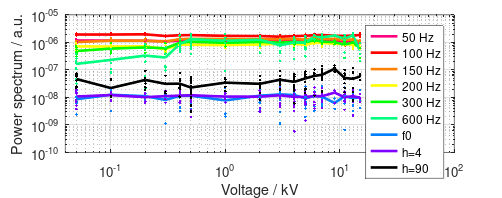 10^-05
10^-06
10^-07
10^-08
10^-09
10^-10
Power spectrum / a.u.
50 Hz
100 Hz
150 Hz
200 Hz
300 Hz
600 Hz
f0
h=4
h=90
10^-1
10^0
10^1
10^2
Voltage / kV